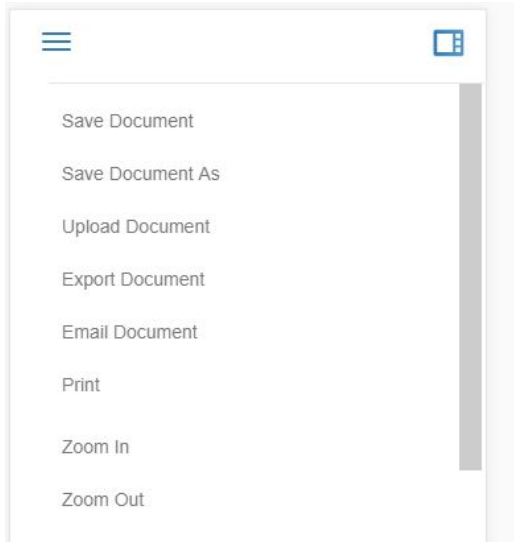 Save Document
Save Document As
Upload Document
Export Document
Email Document
Print
Zoom In
Zoom Out